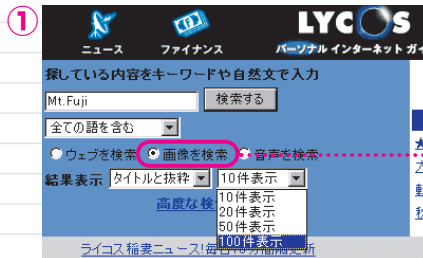 ①
LYCOS
ニュース ファイナンス パーソナル インターネット ガイ
探している内容をキーワードや自然文で入力
Mt.Fuji 検索する
全ての語を含む
ウェブを検索 画像を検索 音声を検索
結果表示 タイトルと抜粋 10件表示
10件表示
高度な検
20件表示
50件表示
100件表示
ライコス稲妻ニュース!毎日
更新